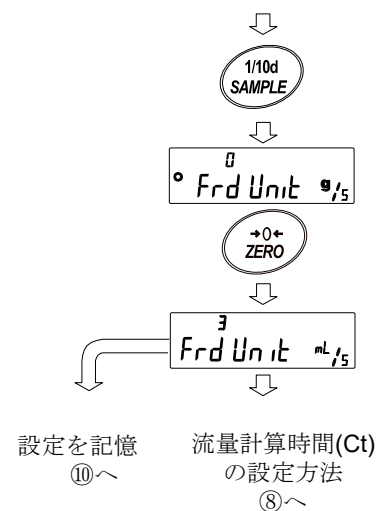 1/10d
SAMPLE
0
Frd Unit g/s
→0←
ZERO
3
Frd Unit mL/s
設定を記憶
⑩へ
流量計算時間(Ct)
の設定方法
⑧へ